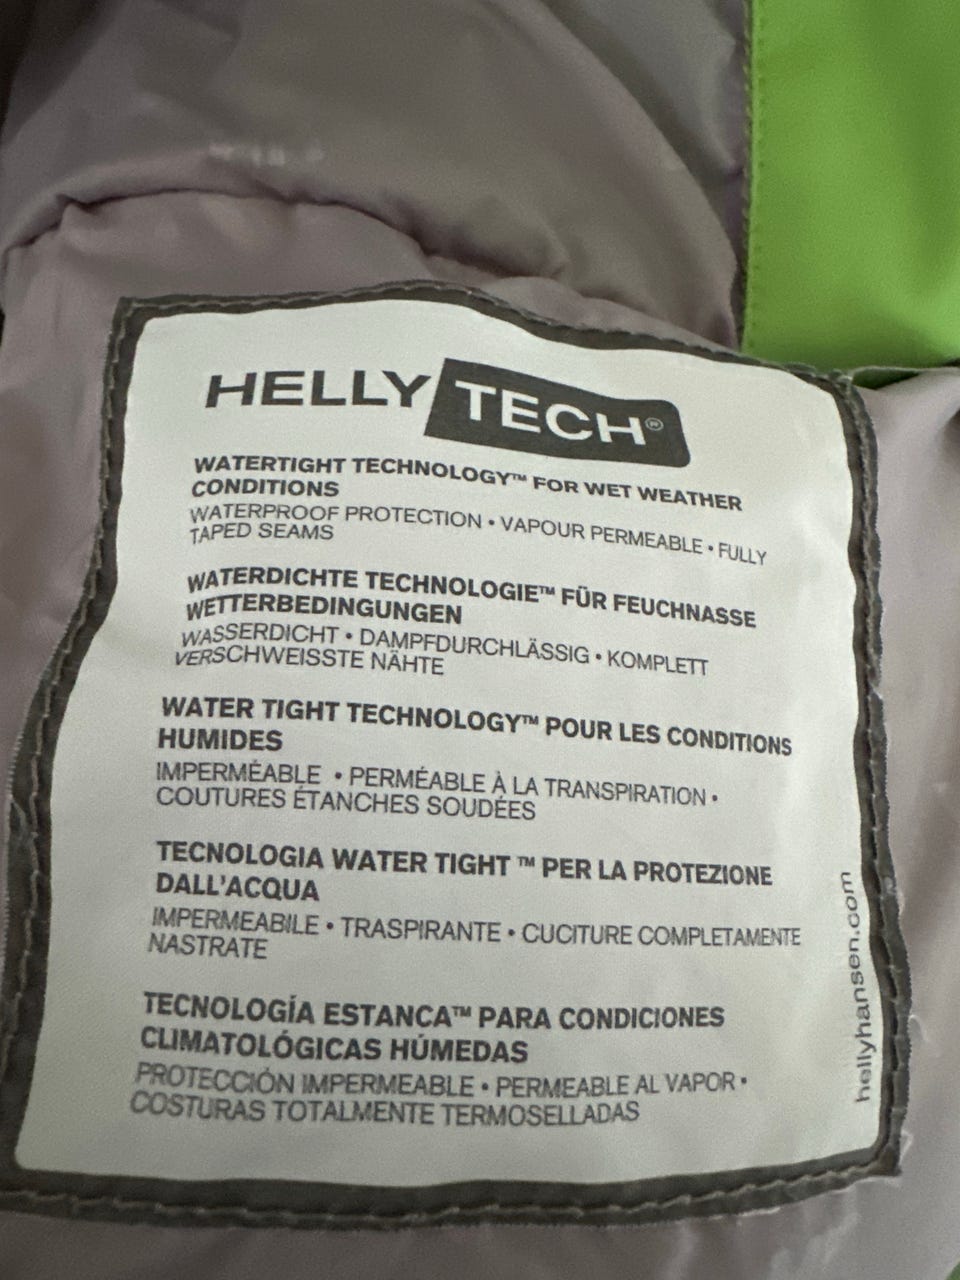 HELLY TECH®
WATERTIGHT TECHNOLOGY™ FOR WET WEATHER
CONDITIONS
WATERPROOF PROTECTION • VAPOUR PERMEABLE • FULLY
TAPED SEAMS
WATERDICHTE TECHNOLOGIE™ FÜR FEUCHNASSE
WETTERBEDINGUNGEN
WASSERDICHT • DAMPFDURCHLÄSSIG • KOMPLETT
VERSCHWEISSTE NÄHTE
WATER TIGHT TECHNOLOGY™ POUR LES CONDITIONS
HUMIDES
IMPERMÉABLE • PERMÉABLE À LA TRANSPIRATION •
COUTURES ÉTANCHES SOUDÉES
TECNOLOGIA WATER TIGHT ™ PER LA PROTEZIONE
DALL'ACQUA
IMPERMEABILE • TRASPIRANTE • CUCITURE COMPLETAMENTE
NASTRATE
TECNOLOGÍA ESTANCA™ PARA CONDICIONES
CLIMATOLÓGICAS HÚMEDAS
PROTECCIÓN IMPERMEABLE • PERMEABLE AL VAPOR •
COSTURAS TOTALMENTE TERMOSELLADAS
hellyhansen.com